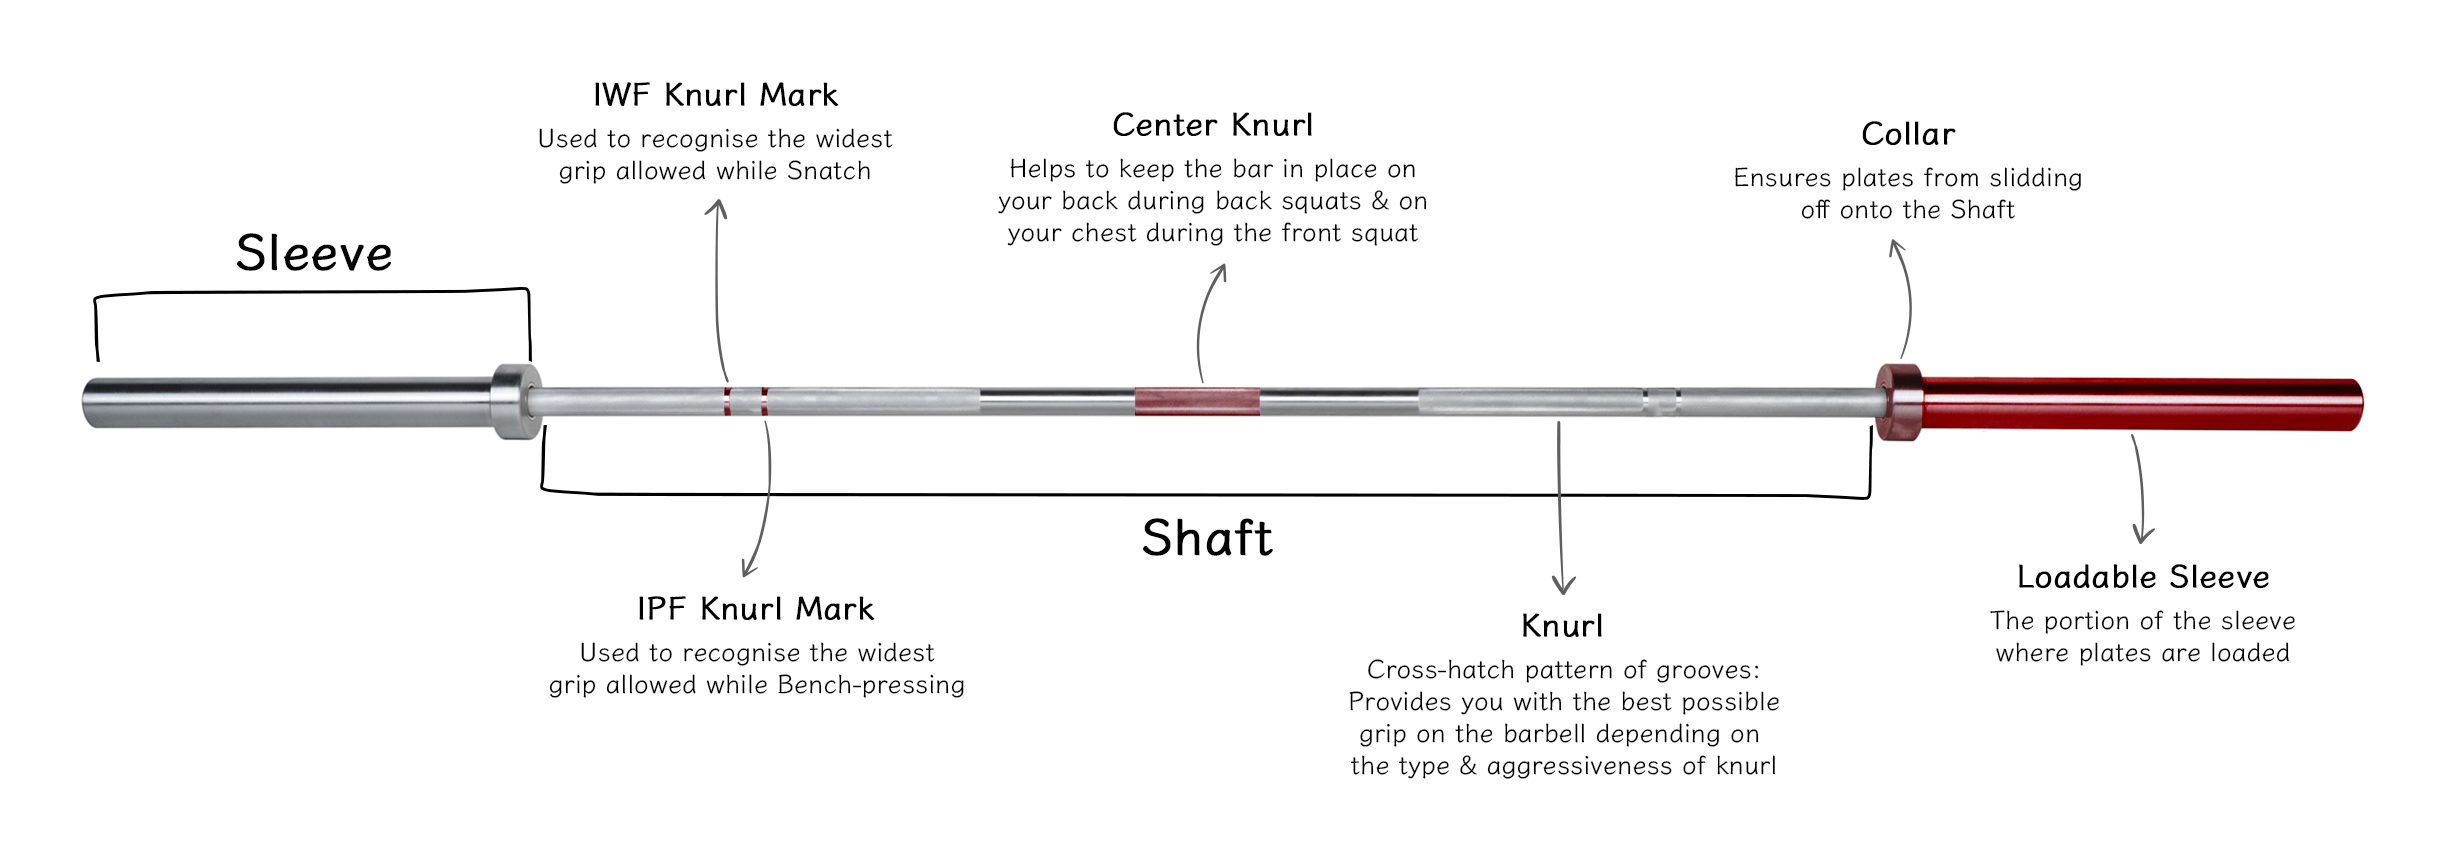 IWF Knurl Mark
Used to recognise the widest
grip allowed while Snatch
Center Knurl
Helps to keep the bar in place on
your back during back squats & on
your chest during the front squat
Collar
Ensures plates from slidding
off onto the Shaft
Sleeve
Shaft
IPF Knurl Mark
Used to recognise the widest
grip allowed while Bench-pressing
Knurl
Cross-hatch pattern of grooves:
Provides you with the best possible
grip on the barbell depending on
the type & aggressiveness of knurl
Loadable Sleeve
The portion of the sleeve
where plates are loaded